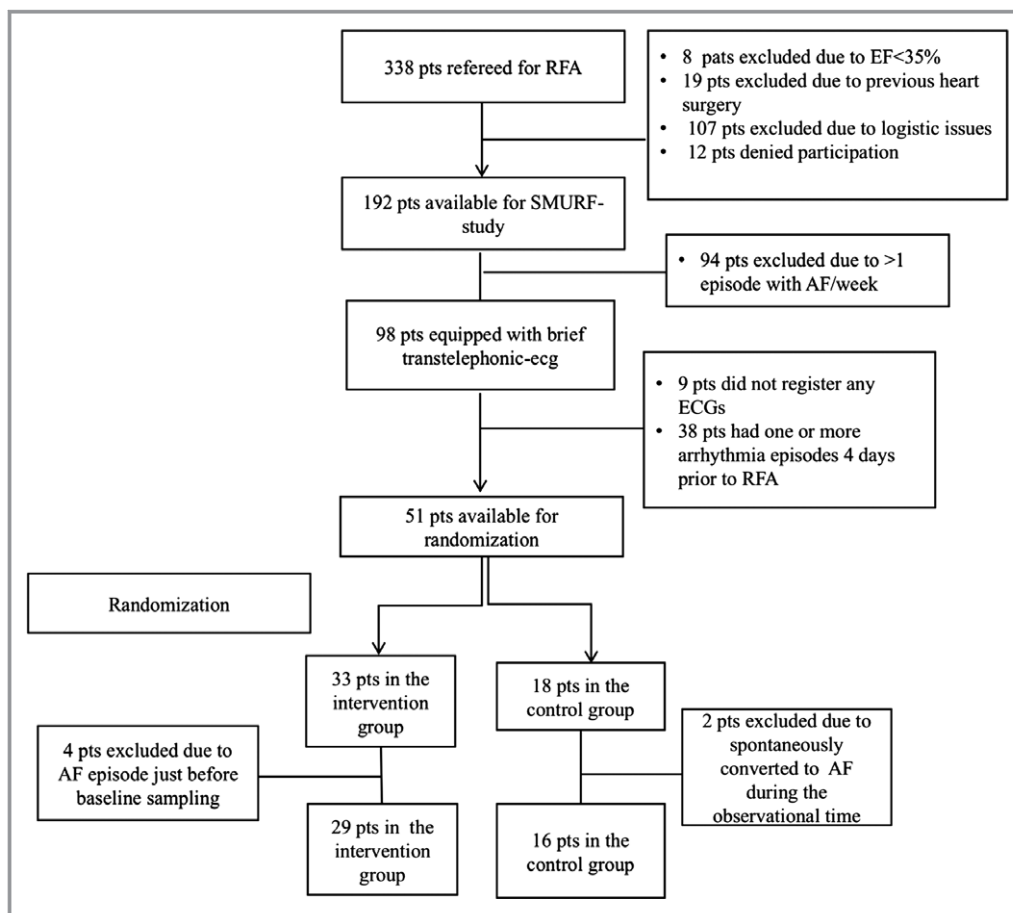 338 pts refereed for RFA
• 8 pats excluded due to EF<35%
• 19 pts excluded due to previous heart
surgery
• 107 pts excluded due to logistic issues
• 12 pts denied participation
192 pts available for SMURF-
study
• 94 pts excluded due to >1
episode with AF/week
98 pts equipped with brief
transtelephonic-ecg
• 9 pts did not register any
ECGs
• 38 pts had one or more
arrhythmia episodes 4 days
prior to RFA
51 pts available for
randomization
Randomization
33 pts in the
intervention
group
18 pts in the
control group
4 pts excluded due to
AF episode just before
baseline sampling
2 pts excluded due to
spontaneously
converted to AF
during the
observational time
29 pts in the
intervention
group
16 pts in the
control group